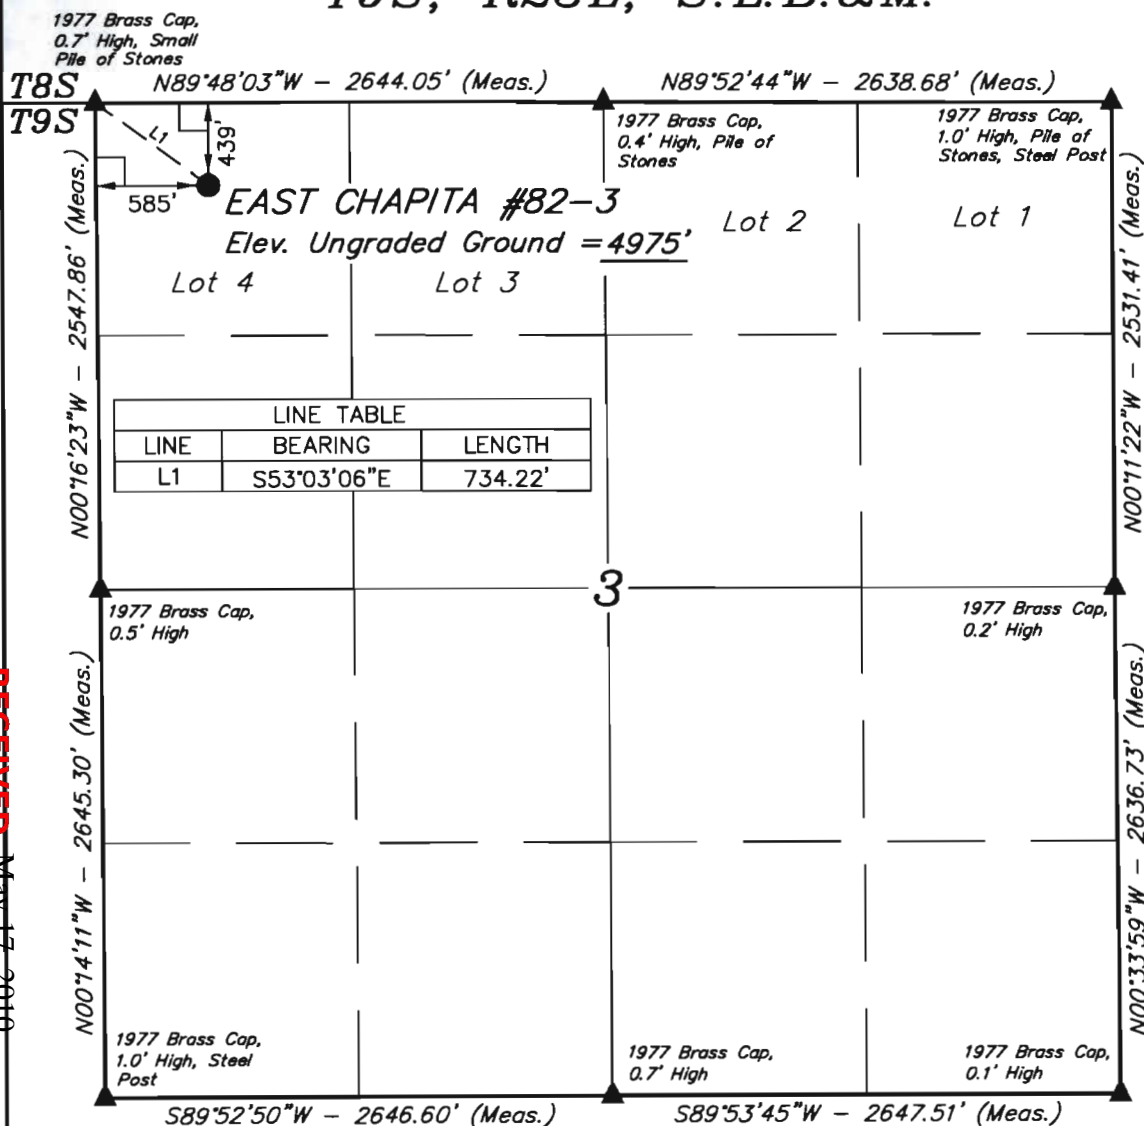 T9S, R23E, S.L.B.&M.
1977 Brass Cap,
0.7' High, Small
Pile of Stones
T8S
T9S
N89°48'03"W - 2644.05' (Meas.)
N89°52'44"W - 2638.68' (Meas.)
L1
439'
585'
1977 Brass Cap,
0.4' High, Pile of
Stones
1977 Brass Cap,
1.0' High, Pile of
Stones, Steel Post
EAST CHAPITA #82-3
Elev. Ungraded Ground = 4975'
Lot 4
Lot 3
Lot 2
Lot 1
N00°16'23"W - 2547.86' (Meas.)
N00°11'22"W - 2531.41' (Meas.)
LINE TABLE
LINE BEARING LENGTH
L1 S53°03'06"E 734.22'
3
1977 Brass Cap,
0.5' High
1977 Brass Cap,
0.2' High
N00°14'11"W - 2645.30' (Meas.)
N00°33'59"W - 2636.73' (Meas.)
1977 Brass Cap,
1.0' High, Steel
Post
1977 Brass Cap,
0.7' High
1977 Brass Cap,
0.1' High
S89°52'50"W - 2646.60' (Meas.)
S89°53'45"W - 2647.51' (Meas.)
RECEIVED May 17 2010